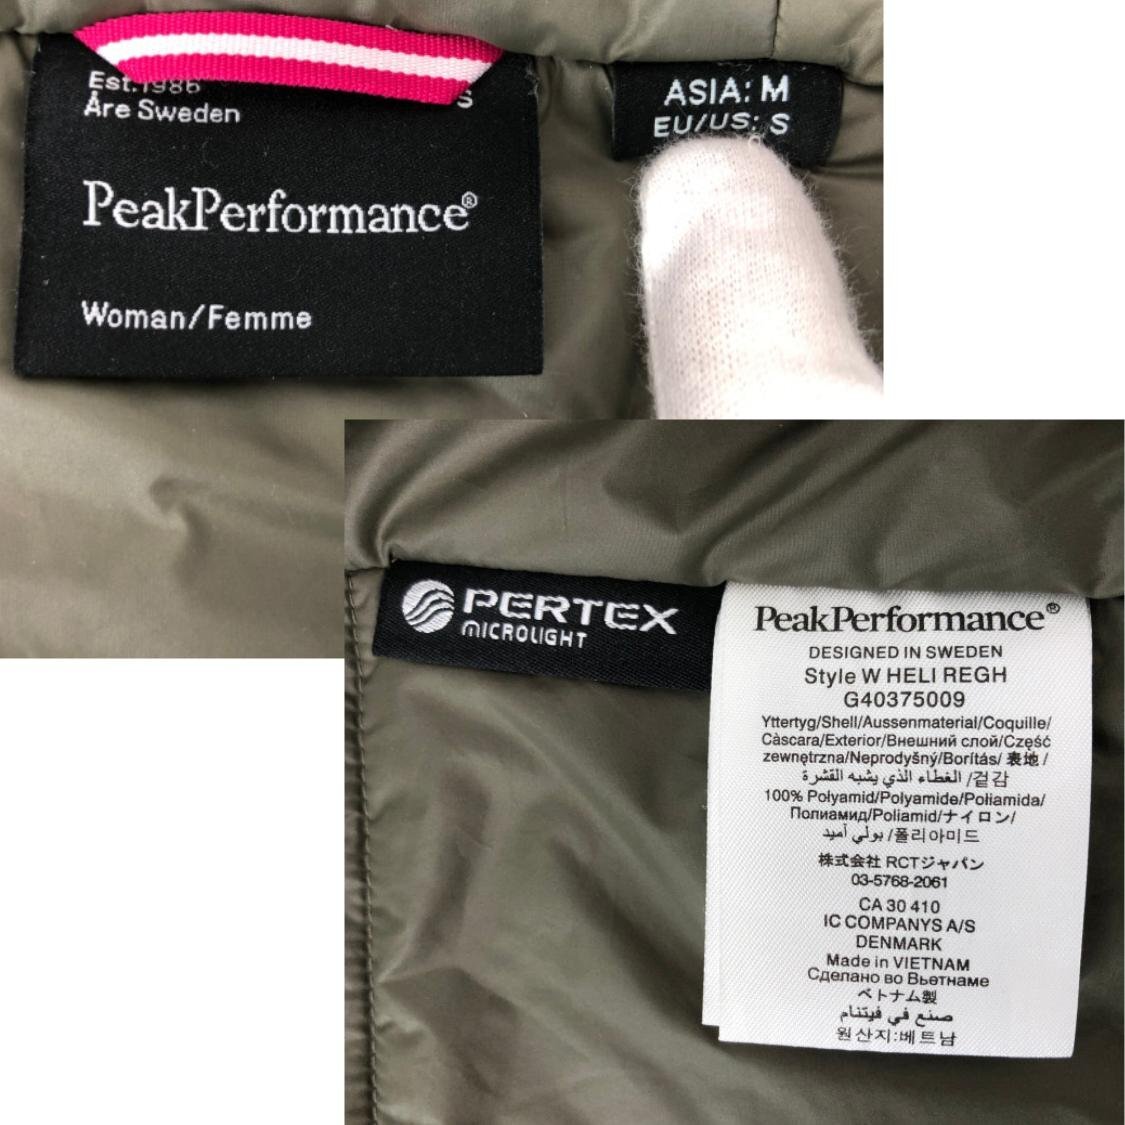 Est.1986
Åre Sweden
S
PeakPerformance®
Woman/Femme
ASIA: M
EU/US: S
PERTEX
MICROLIGHT
PeakPerformance®
DESIGNED IN SWEDEN
Style W HELI REGH
G40375009
Yttertyg/Shell/Aussenmaterial/Coquille/
Càscara/Exterior/Внешний слой/Część
zewnętrzna/Neprodyšný/Borítás/ 表地 /
الغطاء الذي يشبه القشرة /겉감
100% Polyamid/Polyamide/Poliamida/
Полиамид/Poliamid/ナイロン/
بولي أميد /폴리아미드
株式会社 RCTジャパン
03-5768-2061
CA 30 410
IC COMPANYS A/S
DENMARK
Made in VIETNAM
Сделано во Вьетнаме
ベトナム製
صنع في فيتنام
원산지:베트남